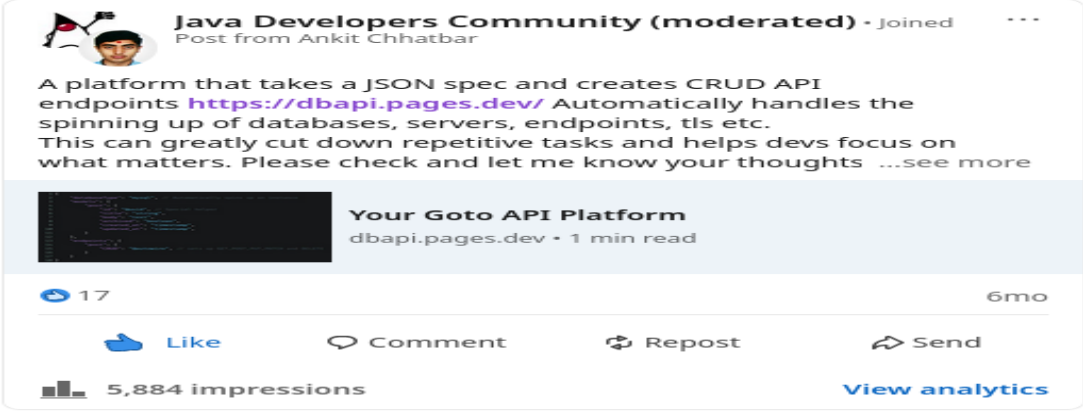 Java Developers Community (moderated) • Joined
Post from Ankit Chhatbar
A platform that takes a JSON spec and creates CRUD API
endpoints https://dbapi.pages.dev/ Automatically handles the
spinning up of databases, servers, endpoints, tls etc.
This can greatly cut down repetitive tasks and helps devs focus on
what matters. Please check and let me know your thoughts ...see more
Your Goto API Platform
dbapi.pages.dev • 1 min read
17
6mo
Like Comment Repost Send
5,884 impressions
View analytics